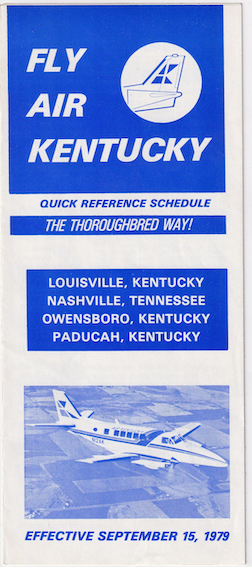 FLY
AIR
KENTUCKY
QUICK REFERENCE SCHEDULE
THE THOROUGHBRED WAY!
LOUISVILLE, KENTUCKY
NASHVILLE, TENNESSEE
OWENSBORO, KENTUCKY
PADUCAH, KENTUCKY
EFFECTIVE SEPTEMBER 15, 1979